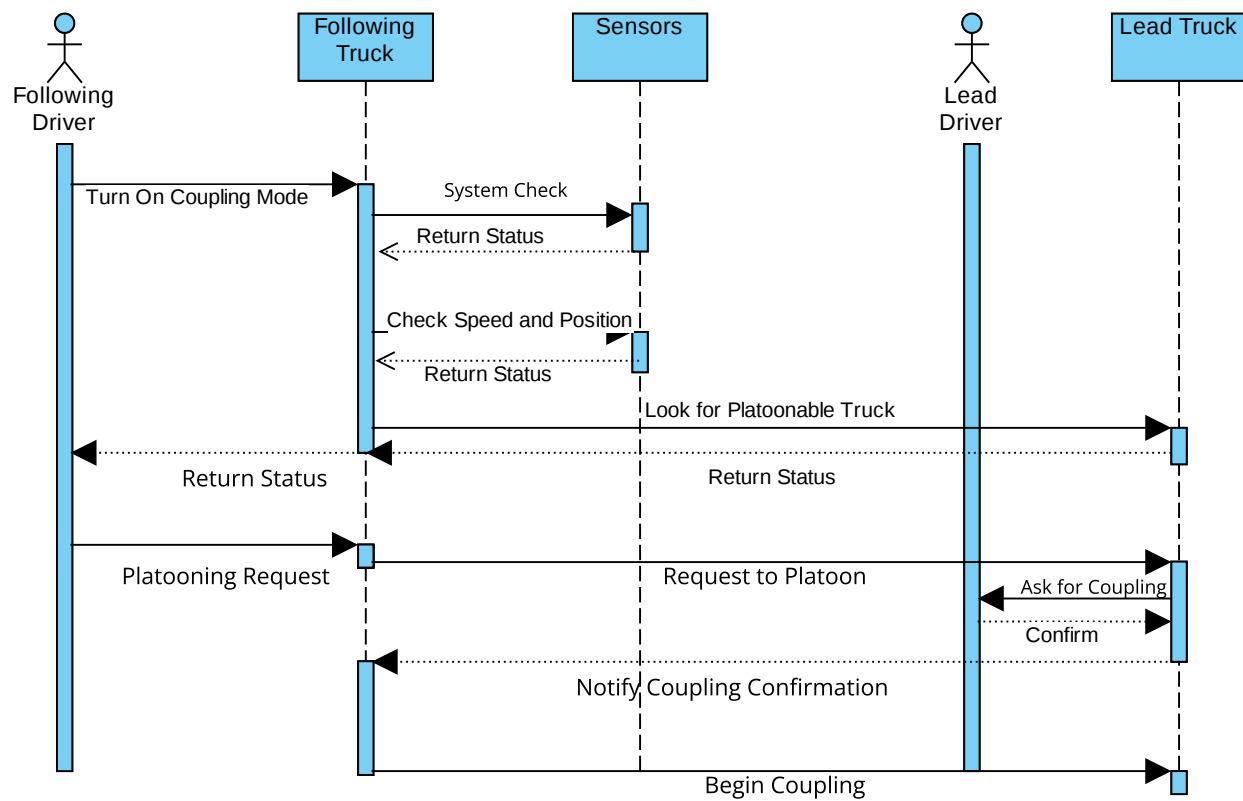 Following
Truck
Sensors
Lead Truck
Following
Driver
Lead
Driver
Turn On Coupling Mode
System Check
Return Status
Check Speed and Position
Return Status
Look for Platoonable Truck
Return Status
Return Status
Platooning Request
Request to Platoon
Ask for Coupling
Confirm
Notify Coupling Confirmation
Begin Coupling